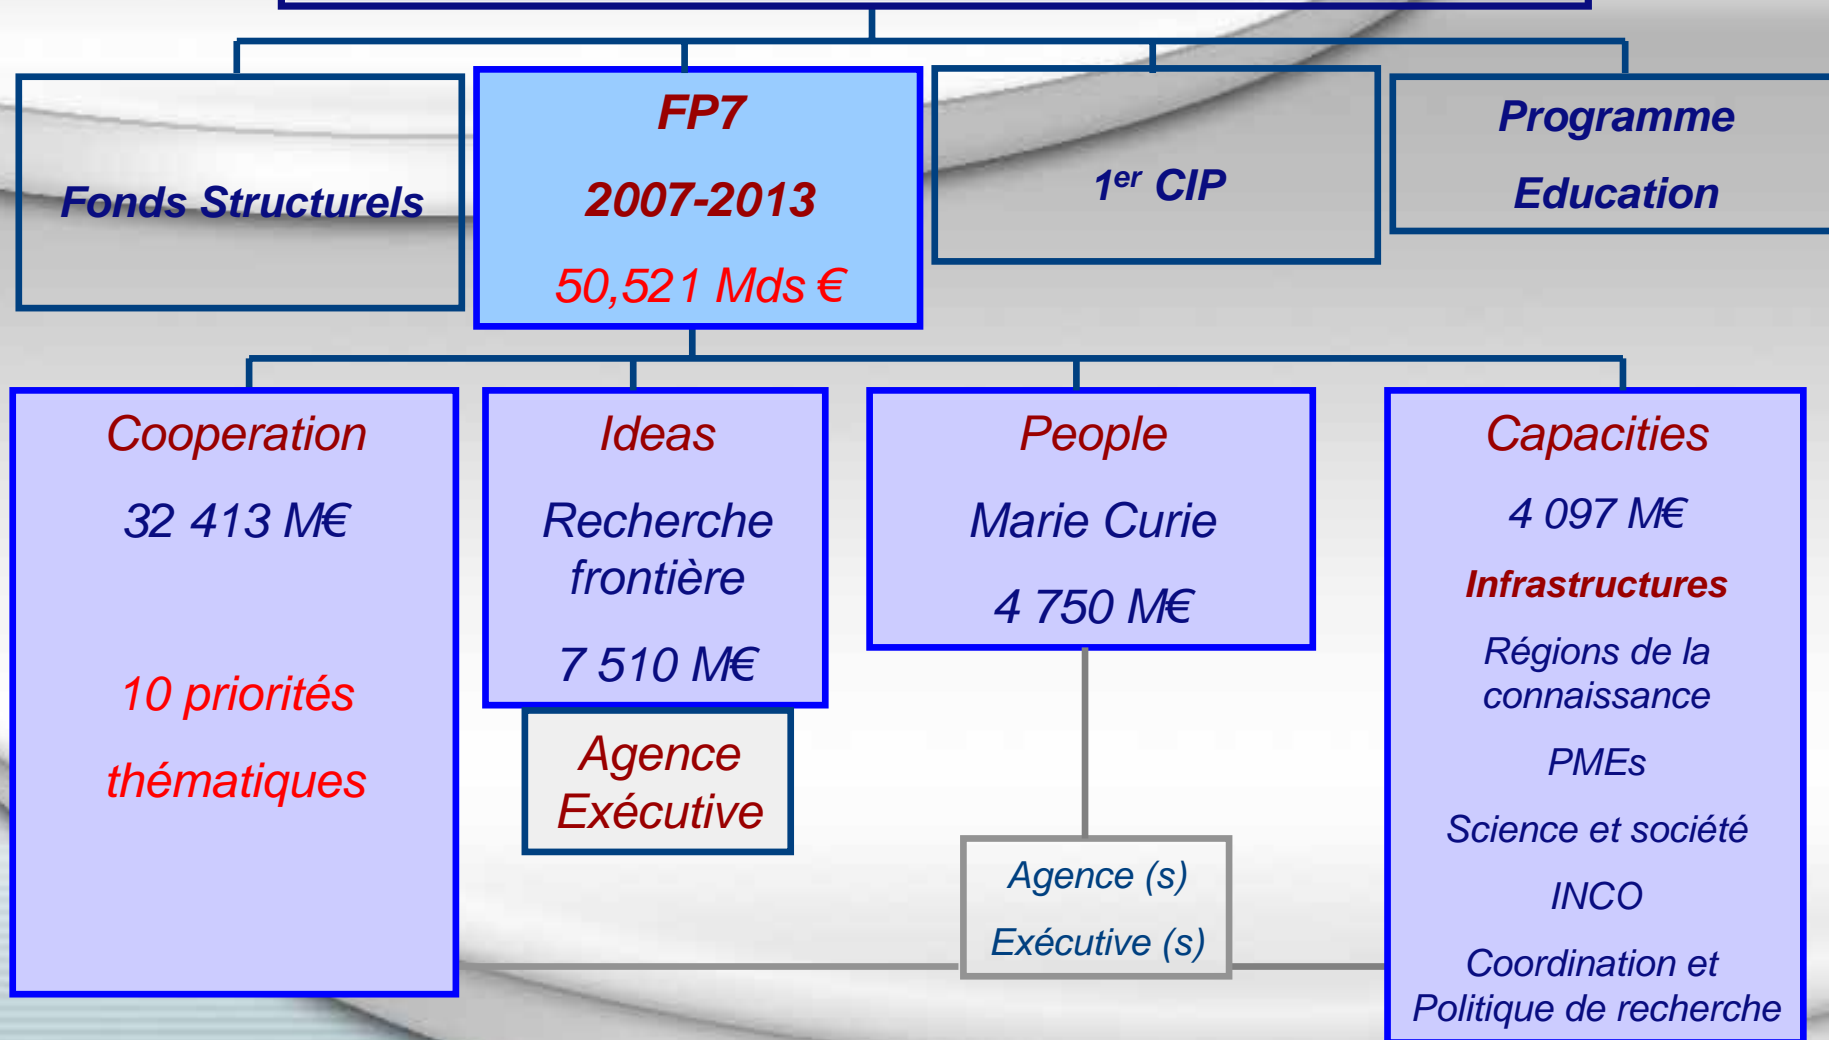 Fonds Structurels
FP7
2007-2013
50,521 Mds €
1er CIP
Programme
Education
Cooperation
32 413 M€
10 priorités
thématiques
Ideas
Recherche
frontière
7 510 M€
Agence
Exécutive
People
Marie Curie
4 750 M€
Agence (s)
Exécutive (s)
Capacities
4 097 M€
Infrastructures
Régions de la
connaissance
PMEs
Science et société
INCO
Coordination et
Politique de recherche